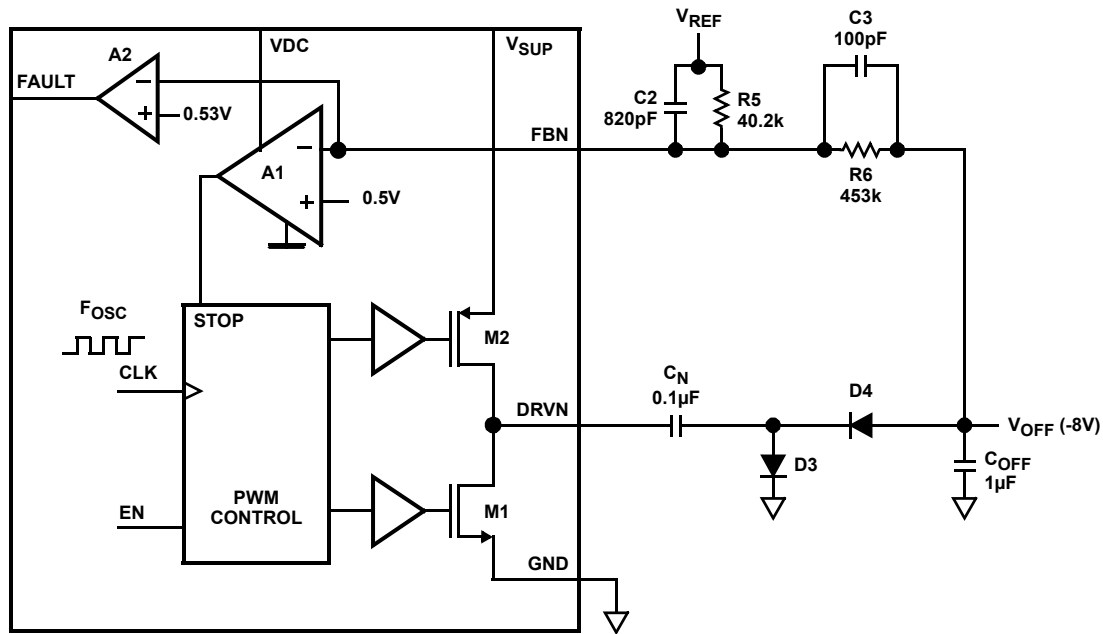 VDC
VSUP
A2
FAULT
−
+
0.53V
FBN
A1
−
+
0.5V
VREF
C2
820pF
R5
40.2k
C3
100pF
R6
453k
FOSC
STOP
CLK
EN
PWM
CONTROL
M2
DRVN
M1
GND
CN
0.1µF
D4
D3
VOFF (-8V)
COFF
1µF